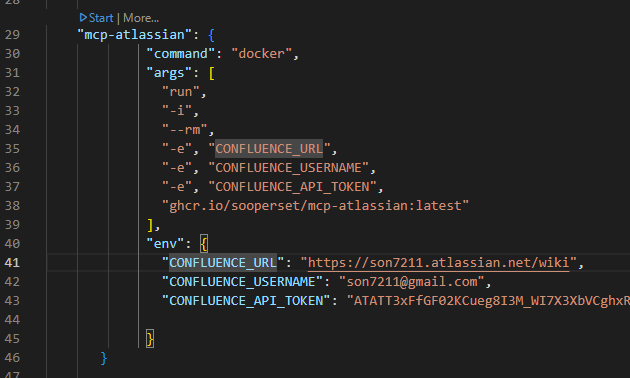 28
Start | More...
29 "mcp-atlassian": {
30 "command": "docker",
31 "args": [
32 "run",
33 "-i",
34 "--rm",
35 "-e", "CONFLUENCE_URL",
36 "-e", "CONFLUENCE_USERNAME",
37 "-e", "CONFLUENCE_API_TOKEN",
38 "ghcr.io/sooperset/mcp-atlassian:latest"
39 ],
40 "env": {
41 "CONFLUENCE_URL": "https://son7211.atlassian.net/wiki",
42 "CONFLUENCE_USERNAME": "son7211@gmail.com",
43 "CONFLUENCE_API_TOKEN": "ATATT3xFfGF02KCueg8I3M_WI7X3XbVCghxR
44
45 }
46 }
47